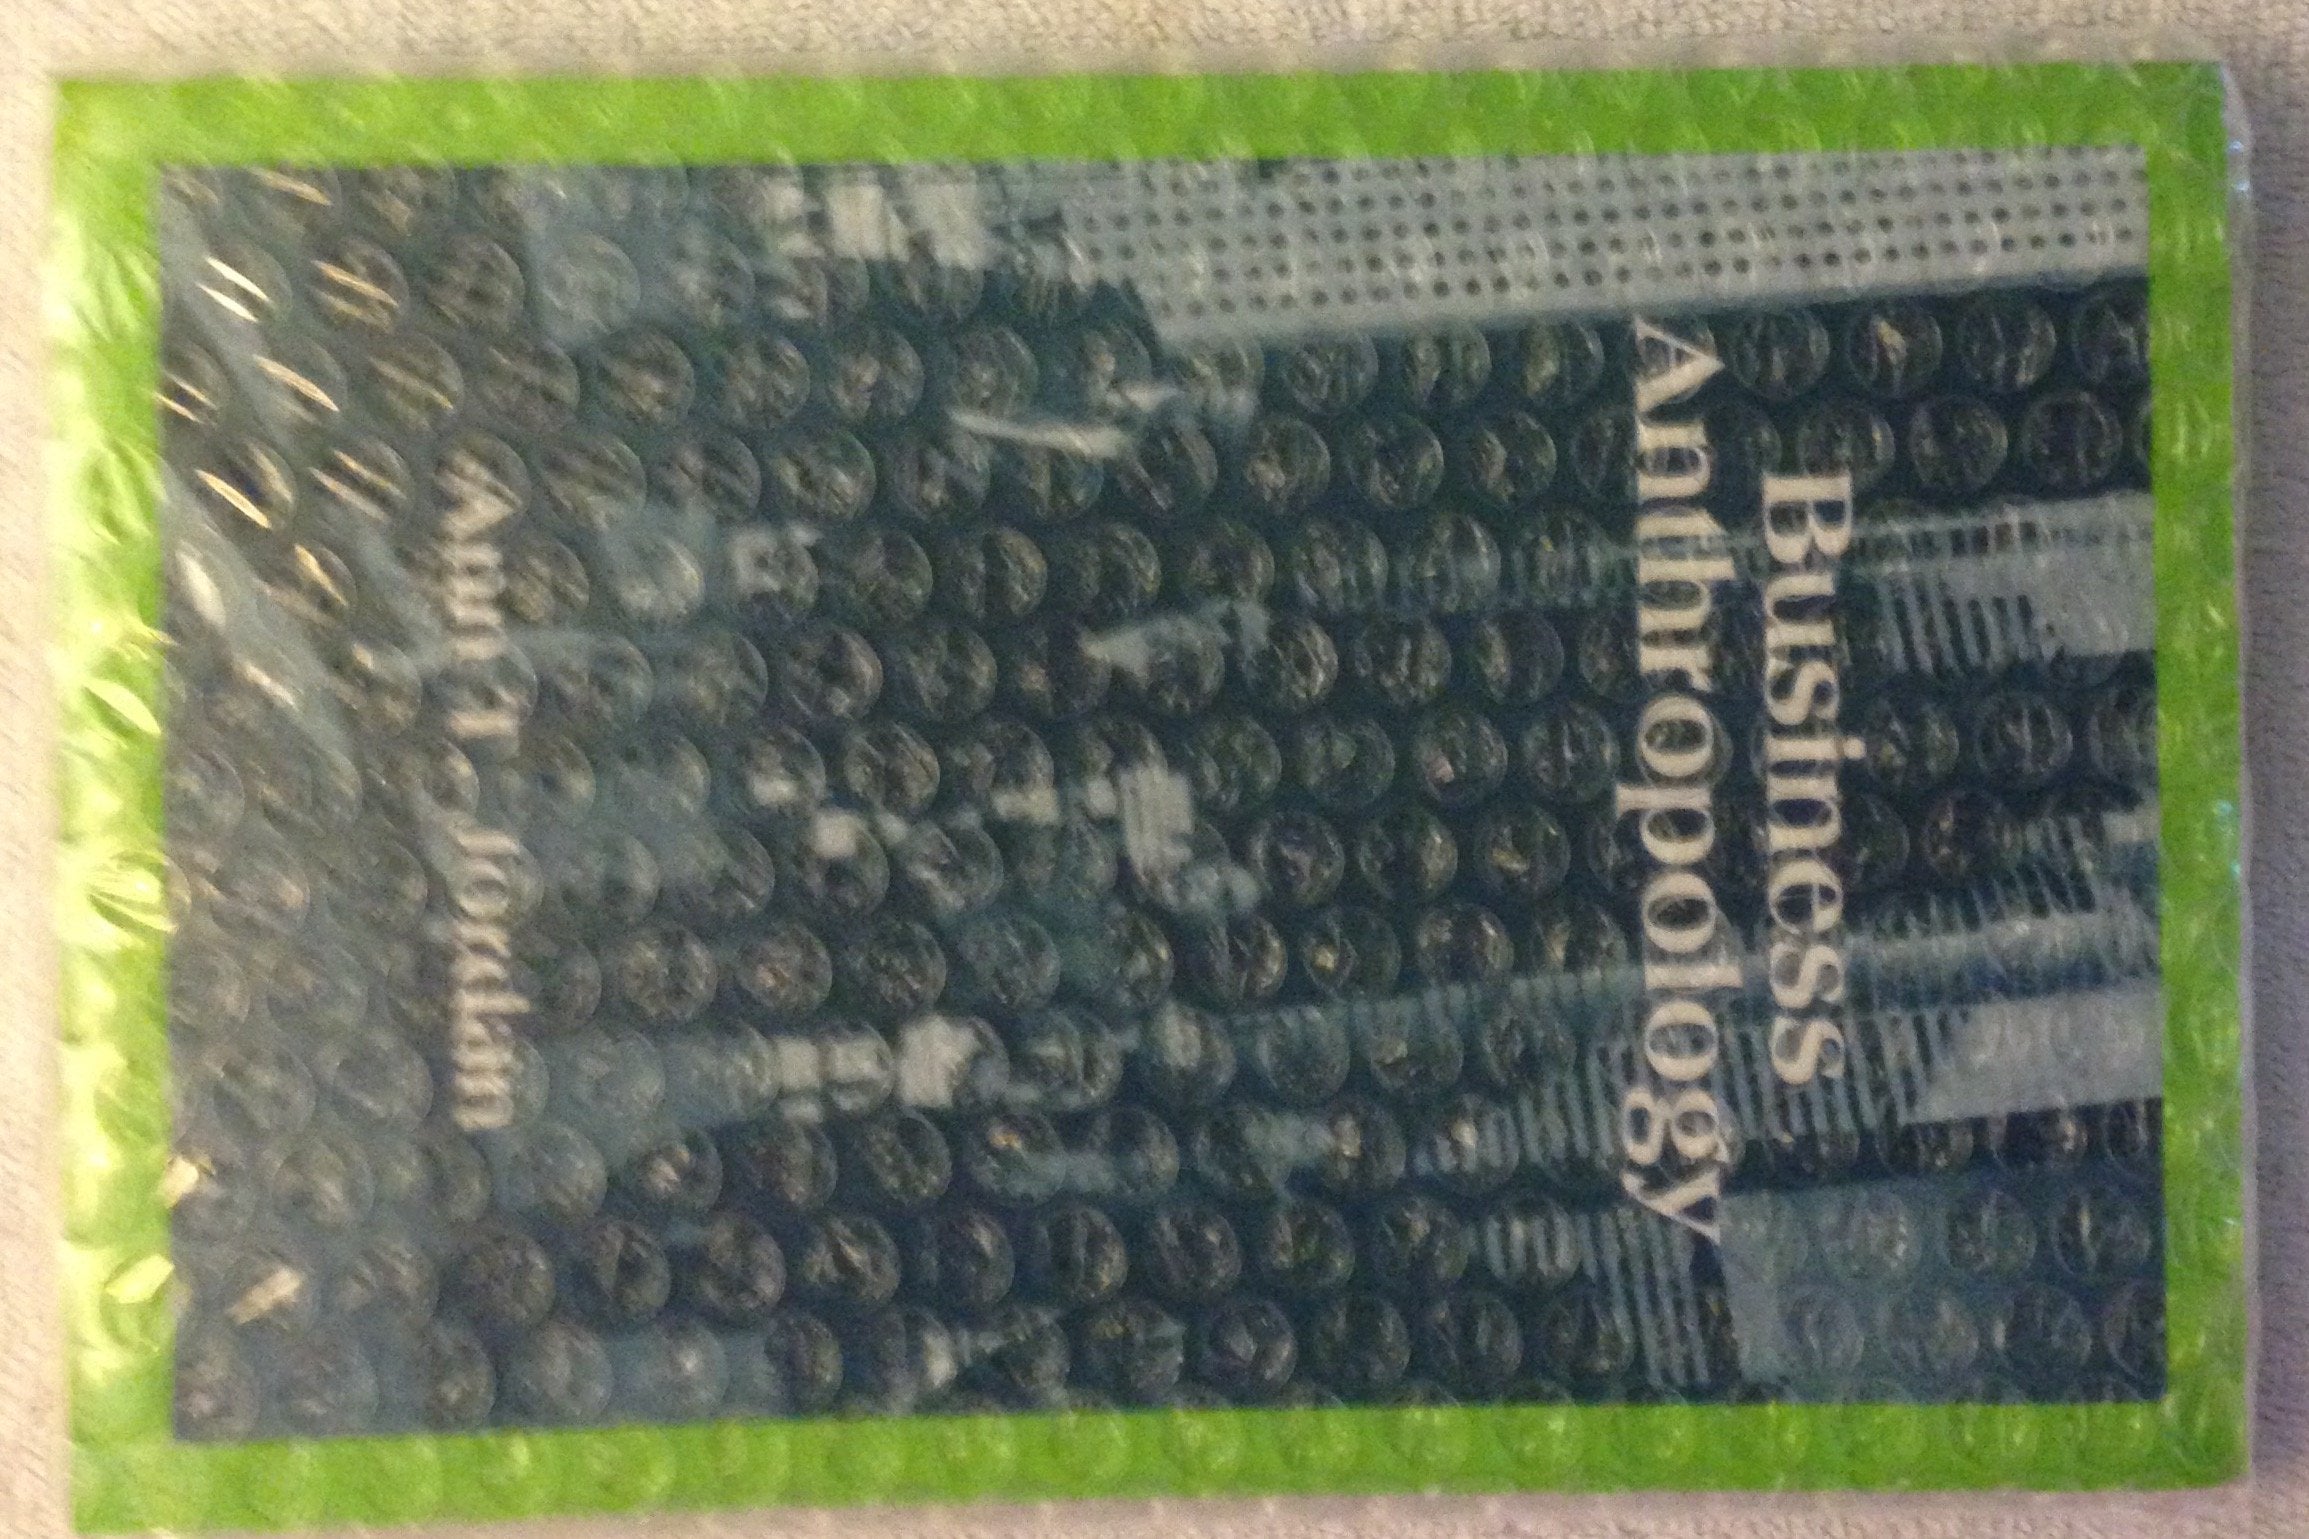 Business
Anthropology
Ann T. Jordan